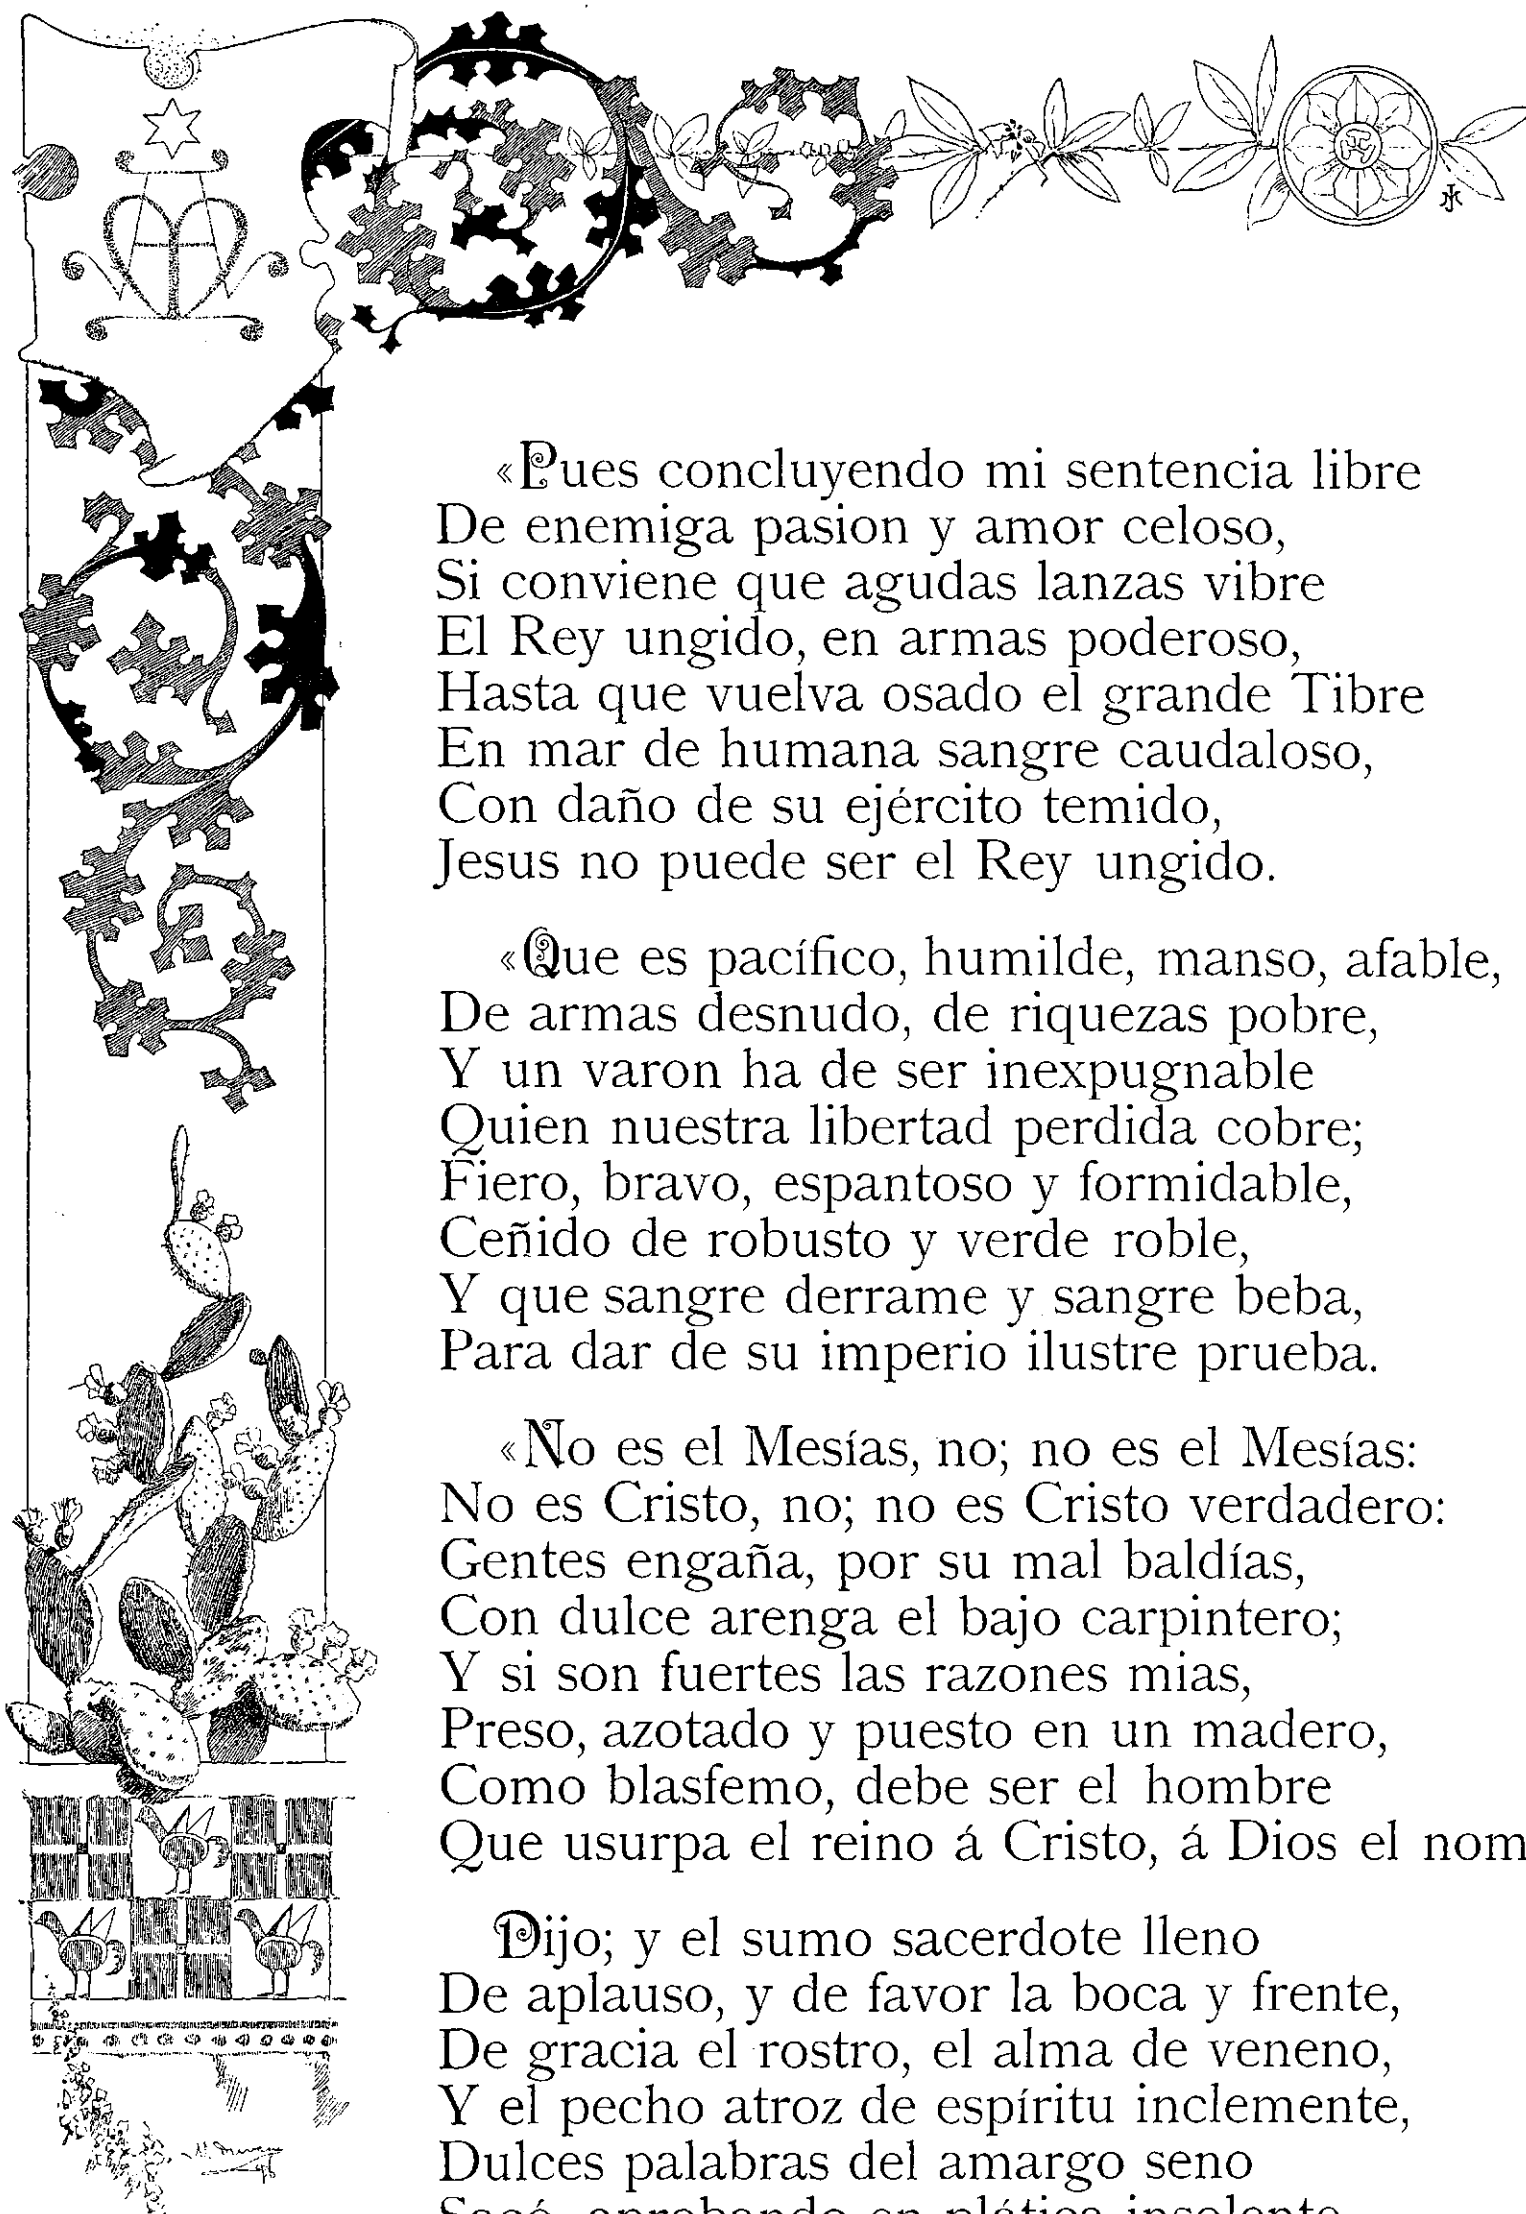 «Pues concluyendo mi sentencia libre
De enemiga pasion y amor celoso,
Si conviene que agudas lanzas vibre
El Rey ungido, en armas poderoso,
Hasta que vuelva osado el grande Tibre
En mar de humana sangre caudaloso,
Con daño de su ejército temido,
Jesus no puede ser el Rey ungido.
«Que es pacífico, humilde, manso, afable,
De armas desnudo, de riquezas pobre,
Y un varon ha de ser inexpugnable
Quien nuestra libertad perdida cobre;
Fiero, bravo, espantoso y formidable,
Ceñido de robusto y verde roble,
Y que sangre derrame y sangre beba,
Para dar de su imperio ilustre prueba.
«No es el Mesías, no; no es el Mesías:
No es Cristo, no; no es Cristo verdadero:
Gentes engaña, por su mal baldías,
Con dulce arenga el bajo carpintero;
Y si son fuertes las razones mias,
Preso, azotado y puesto en un madero,
Como blasfemo, debe ser el hombre
Que usurpa el reino á Cristo, á Dios el nom
Dijo; y el sumo sacerdote lleno
De aplauso, y de favor la boca y frente,
De gracia el rostro, el alma de veneno,
Y el pecho atroz de espíritu inclemente,
Dulces palabras del amargo seno